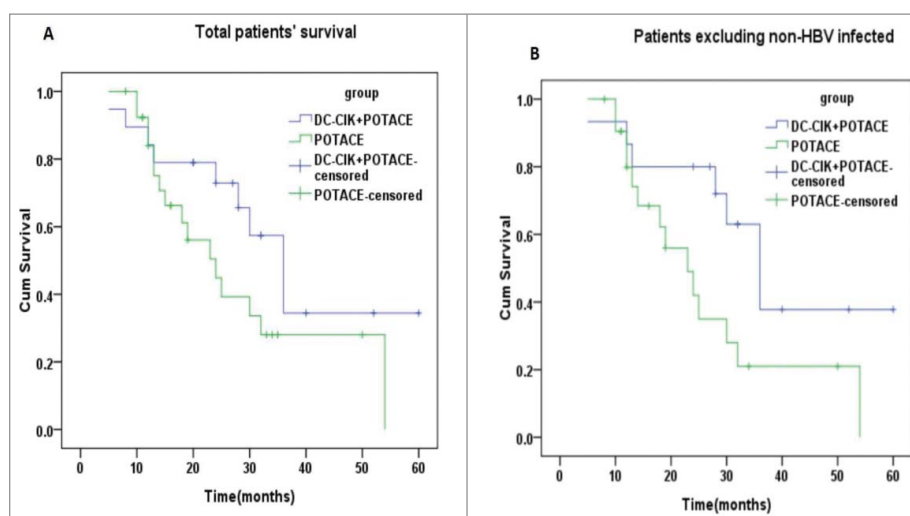 A
Total patients' survival
group
DC-CIK+POTACE
POTACE
DC-CIK+POTACE-
censored
POTACE-censored
Cum Survival
1.0
0.8
0.6
0.4
0.2
0.0
0 10 20 30 40 50 60
Time(months)
B
Patients excluding non-HBV infected
group
DC-CIK+POTACE
POTACE
DC-CIK+POTACE-
censored
POTACE-censored
Cum Survival
1.0
0.8
0.6
0.4
0.2
0.0
0 10 20 30 40 50 60
Time(months)